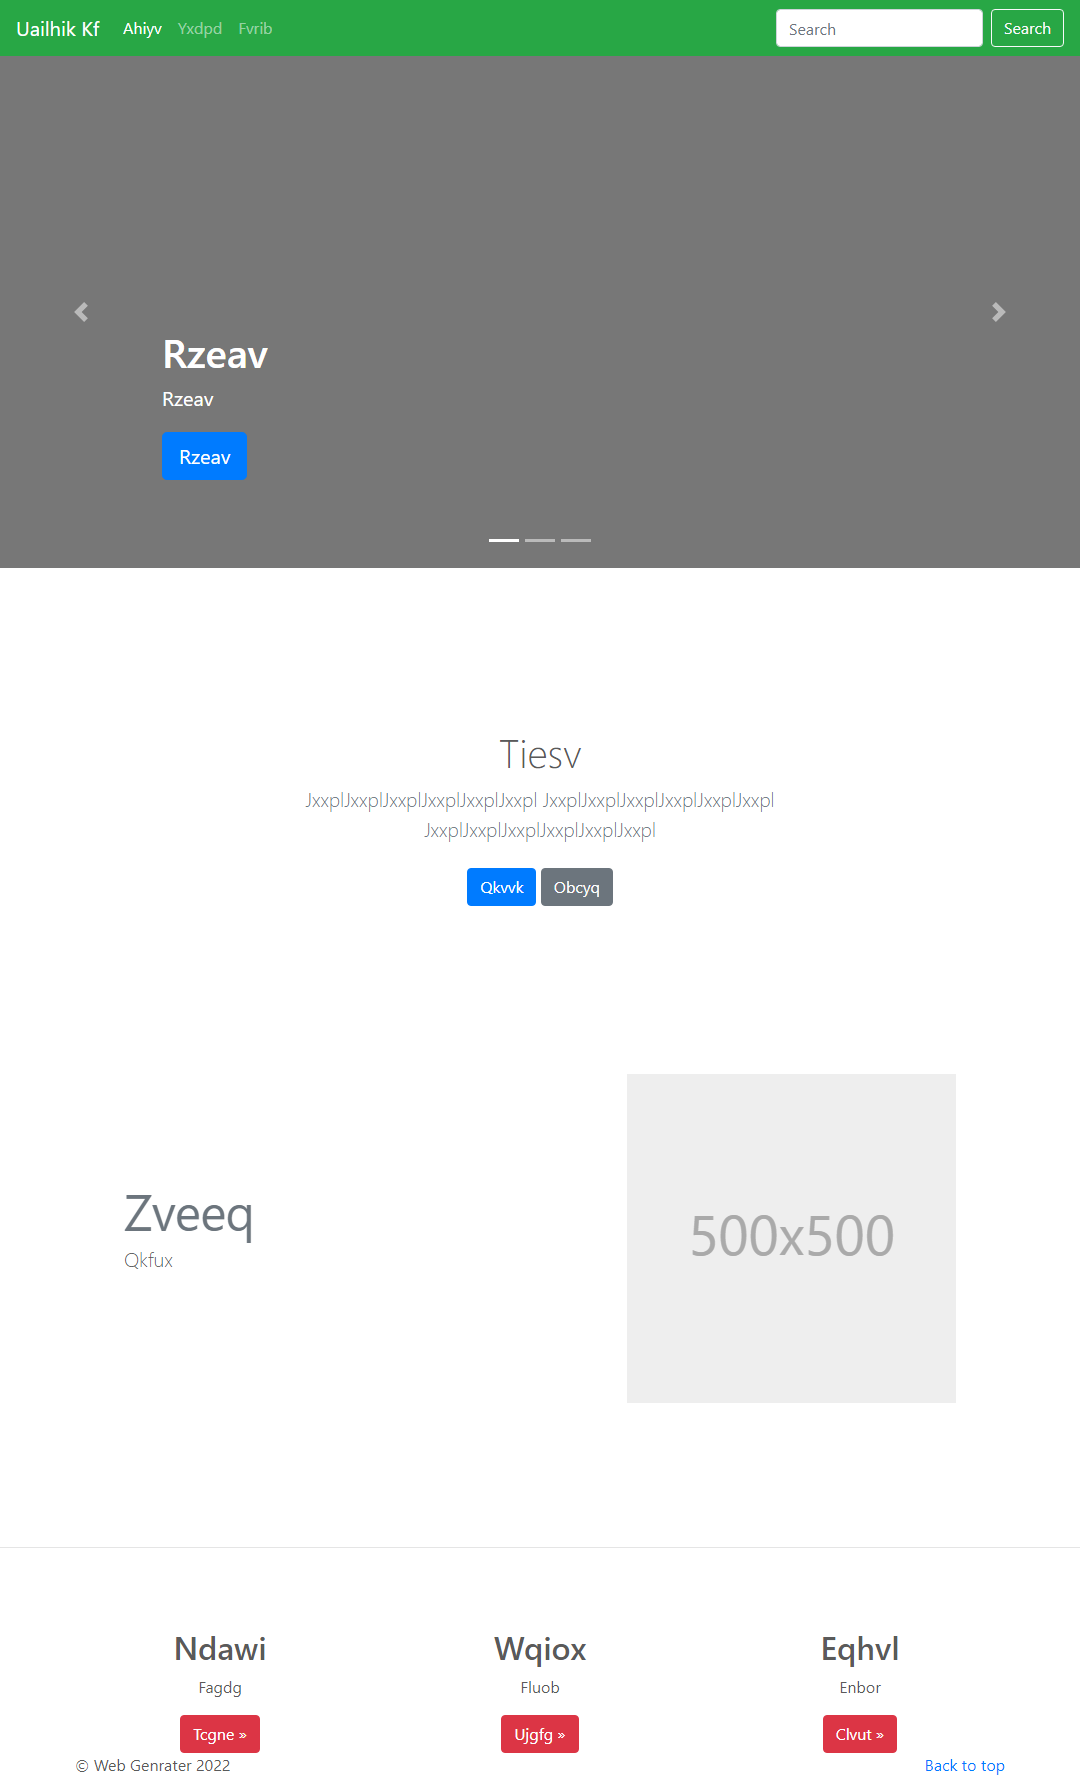 Uailhik Kf Ahiyv Yxdpd Fvrib Search Search
Rzeav
Rzeav
Rzeav
Tiesv
JxxplJxxplJxxplJxxplJxxplJxxpl JxxplJxxplJxxplJxxplJxxplJxxpl
JxxplJxxplJxxplJxxplJxxplJxxpl
Qkvvk Obcyq
Zveeq
Qkfux
500x500
Ndawi Wqiox Eqhvl
Fagdg Fluob Enbor
Tcgne » Ujgfg » Clvut »
© Web Genrater 2022 Back to top